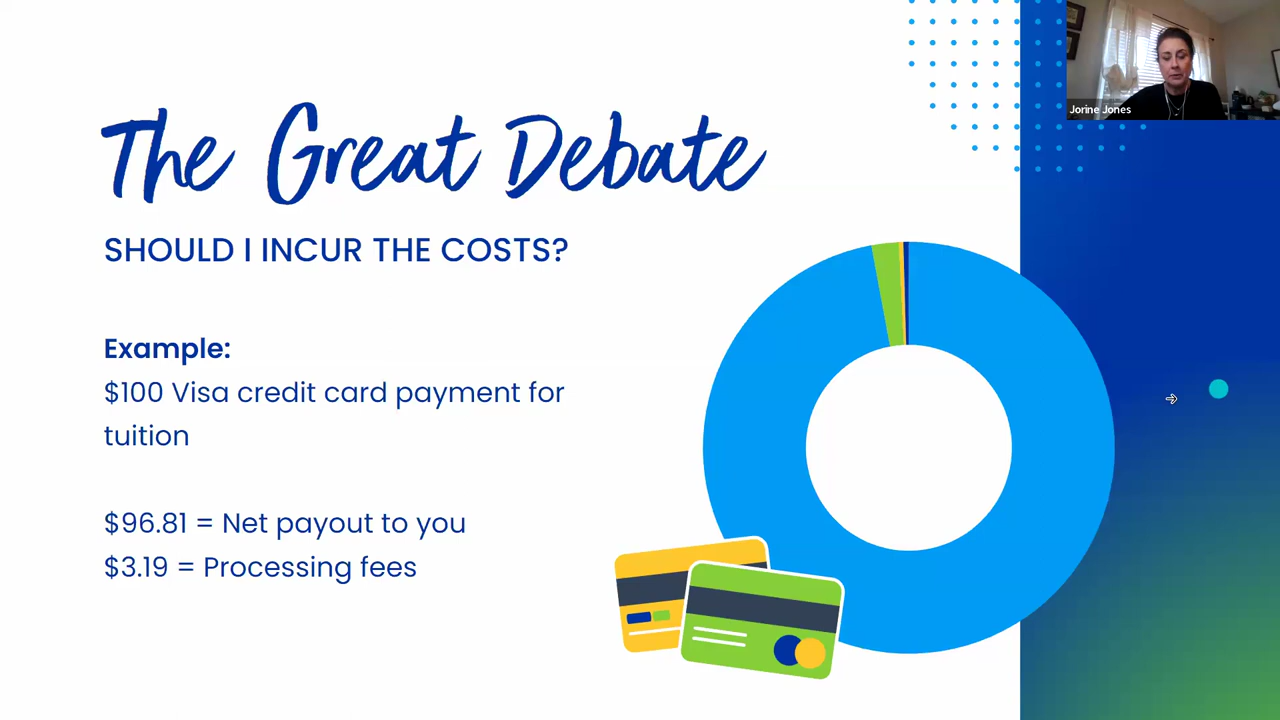 The Great Debate
SHOULD I INCUR THE COSTS?
Example:
$100 Visa credit card payment for
tuition
$96.81 = Net payout to you
$3.19 = Processing fees
Jorine Jones